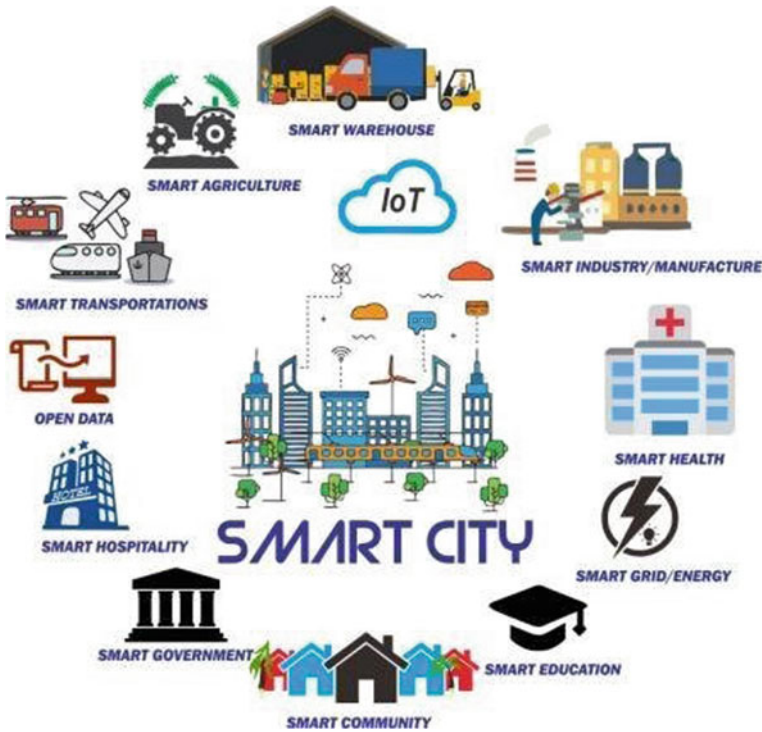 SMART WAREHOUSE
SMART AGRICULTURE
IoT
SMART INDUSTRY/MANUFACTURE
SMART TRANSPORTATIONS
OPEN DATA
SMART HEALTH
HOTEL
SMART HOSPITALITY
SMART CITY
SMART GRID/ENERGY
SMART GOVERNMENT
SMART EDUCATION
SMART COMMUNITY